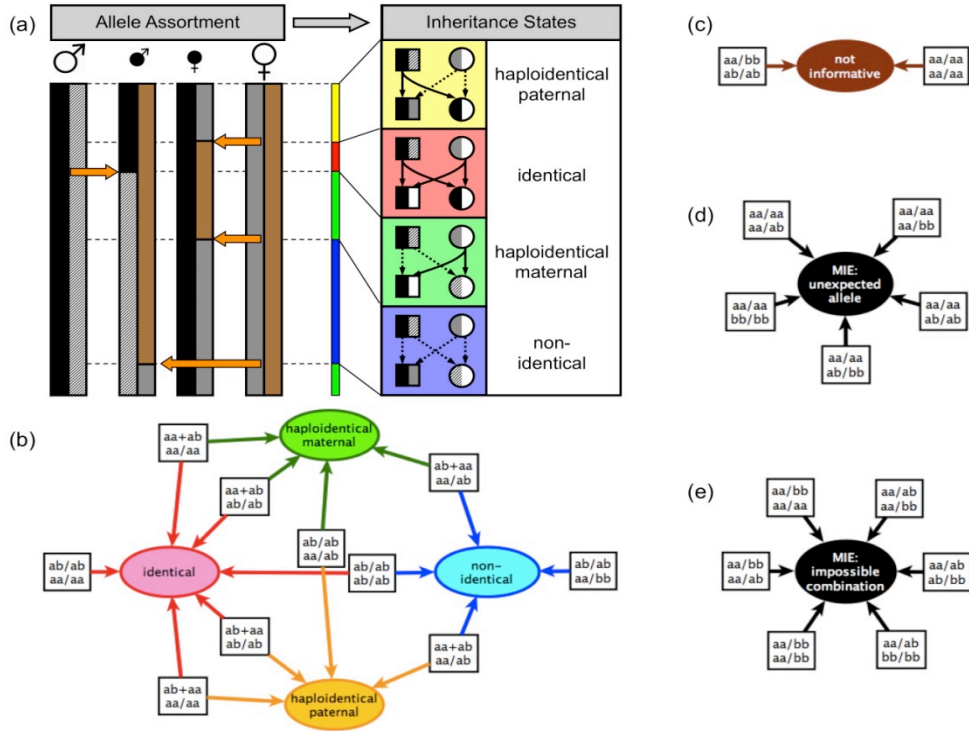 (a)
Allele Assortment
Inheritance States
♂ ♂ ♀ ♀
haploidentical
paternal
identical
haploidentical
maternal
non-
identical
(b)
aa+ab
aa/aa
haploidentical
maternal
ab+aa
aa/ab
aa+ab
ab/ab
ab/ab
aa/ab
ab/ab
aa/aa
identical
ab/ab
ab/ab
non-
identical
ab/ab
aa/bb
ab+aa
ab/ab
aa+ab
aa/ab
ab+aa
aa/aa
haploidentical
paternal
(c)
aa/bb
ab/ab
not
informative
aa/aa
aa/aa
(d)
aa/aa
aa/ab
aa/aa
aa/bb
MIE:
unexpected
allele
aa/aa
bb/bb
aa/aa
ab/ab
aa/aa
ab/bb
(e)
aa/bb
aa/aa
aa/ab
aa/bb
aa/bb
aa/ab
MIE:
impossible
combination
aa/ab
ab/bb
aa/bb
aa/bb
aa/ab
bb/bb